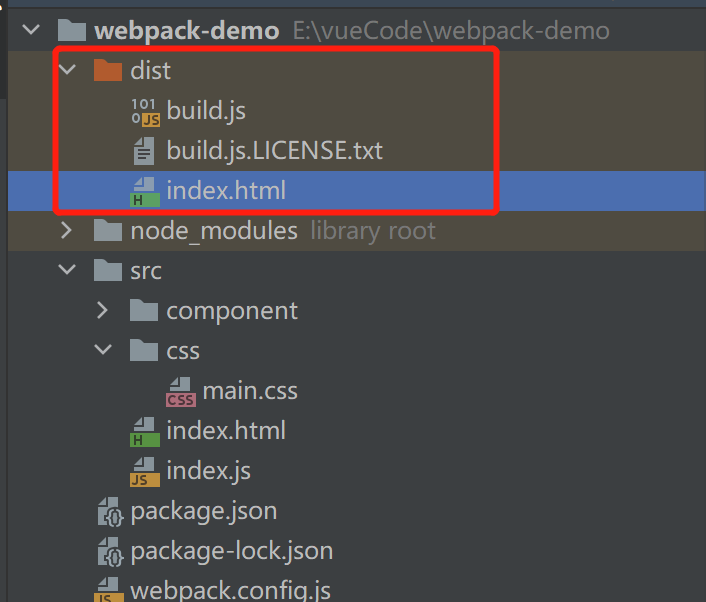 webpack-demo E:\vueCode\webpack-demo
dist
101 0 JS build.js
build.js.LICENSE.txt
H index.html
node_modules library root
src
component
css
CSS main.css
H index.html
JS index.js
package.json
package-lock.json
JS webpack.config.js